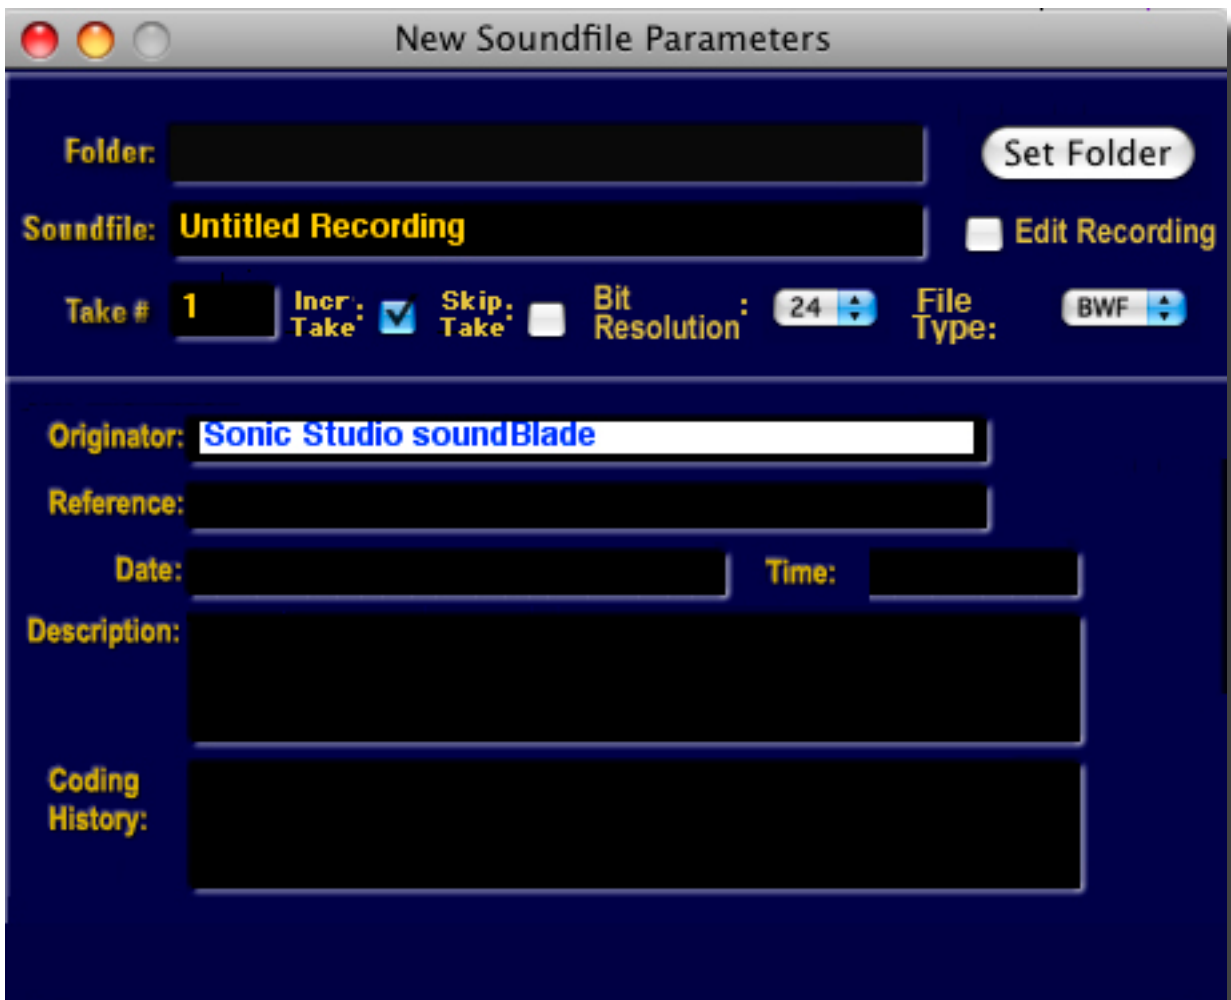 New Soundfile Parameters
Folder: Set Folder
Soundfile: Untitled Recording Edit Recording
Take # 1 Incr. Take: Skip. Take: Bit Resolution: 24 File Type: BWF
Originator: Sonic Studio soundBlade
Reference:
Date: Time:
Description:
Coding
History: